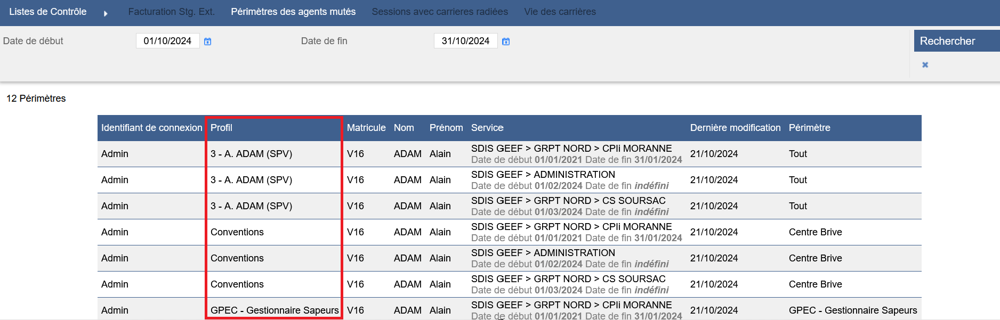 Listes de Contrôle Facturation Stg. Ext. Périmètres des agents mutés Sessions avec carrieres radiées Vie des carrières
Date de début 01/10/2024 Date de fin 31/10/2024 Rechercher
12 Périmètres
Identifiant de connexion Profil Matricule Nom Prénom Service Dernière modification Périmètre
Admin 3 - A. ADAM (SPV) V16 ADAM Alain SDIS GEEF > GRPT NORD > CPIi MORANNE 21/10/2024 Tout
Date de début 01/01/2021 Date de fin 31/01/2024
Admin 3 - A. ADAM (SPV) V16 ADAM Alain SDIS GEEF > ADMINISTRATION 21/10/2024 Tout
Date de début 01/02/2024 Date de fin indéfini
Admin 3 - A. ADAM (SPV) V16 ADAM Alain SDIS GEEF > GRPT NORD > CS SOURSAC 21/10/2024 Tout
Date de début 01/03/2024 Date de fin indéfini
Admin Conventions V16 ADAM Alain SDIS GEEF > GRPT NORD > CPIi MORANNE 21/10/2024 Centre Brive
Date de début 01/01/2021 Date de fin 31/01/2024
Admin Conventions V16 ADAM Alain SDIS GEEF > ADMINISTRATION 21/10/2024 Centre Brive
Date de début 01/02/2024 Date de fin indéfini
Admin Conventions V16 ADAM Alain SDIS GEEF > GRPT NORD > CS SOURSAC 21/10/2024 Centre Brive
Date de début 01/03/2024 Date de fin indéfini
Admin GPEC - Gestionnaire Sapeurs V16 ADAM Alain SDIS GEEF > GRPT NORD > CPIi MORANNE 21/10/2024 GPEC - Gestionnaire Sapeurs
Date de début 01/01/2021 Date de fin 31/01/2024